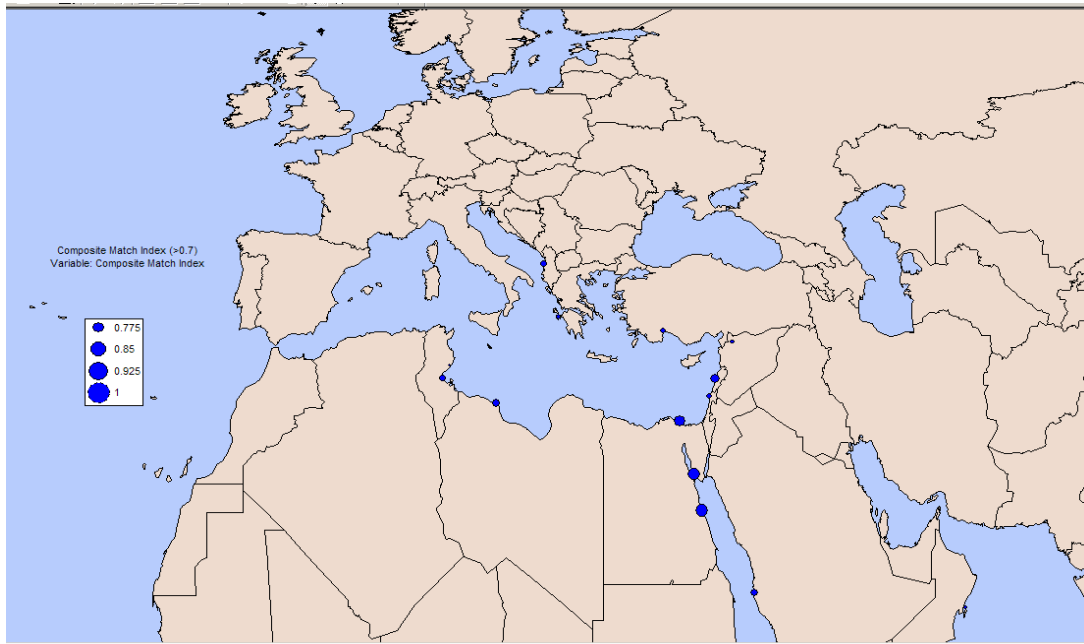 Composite Match Index (>0.7)
Variable: Composite Match Index
0.775
0.85
0.925
1